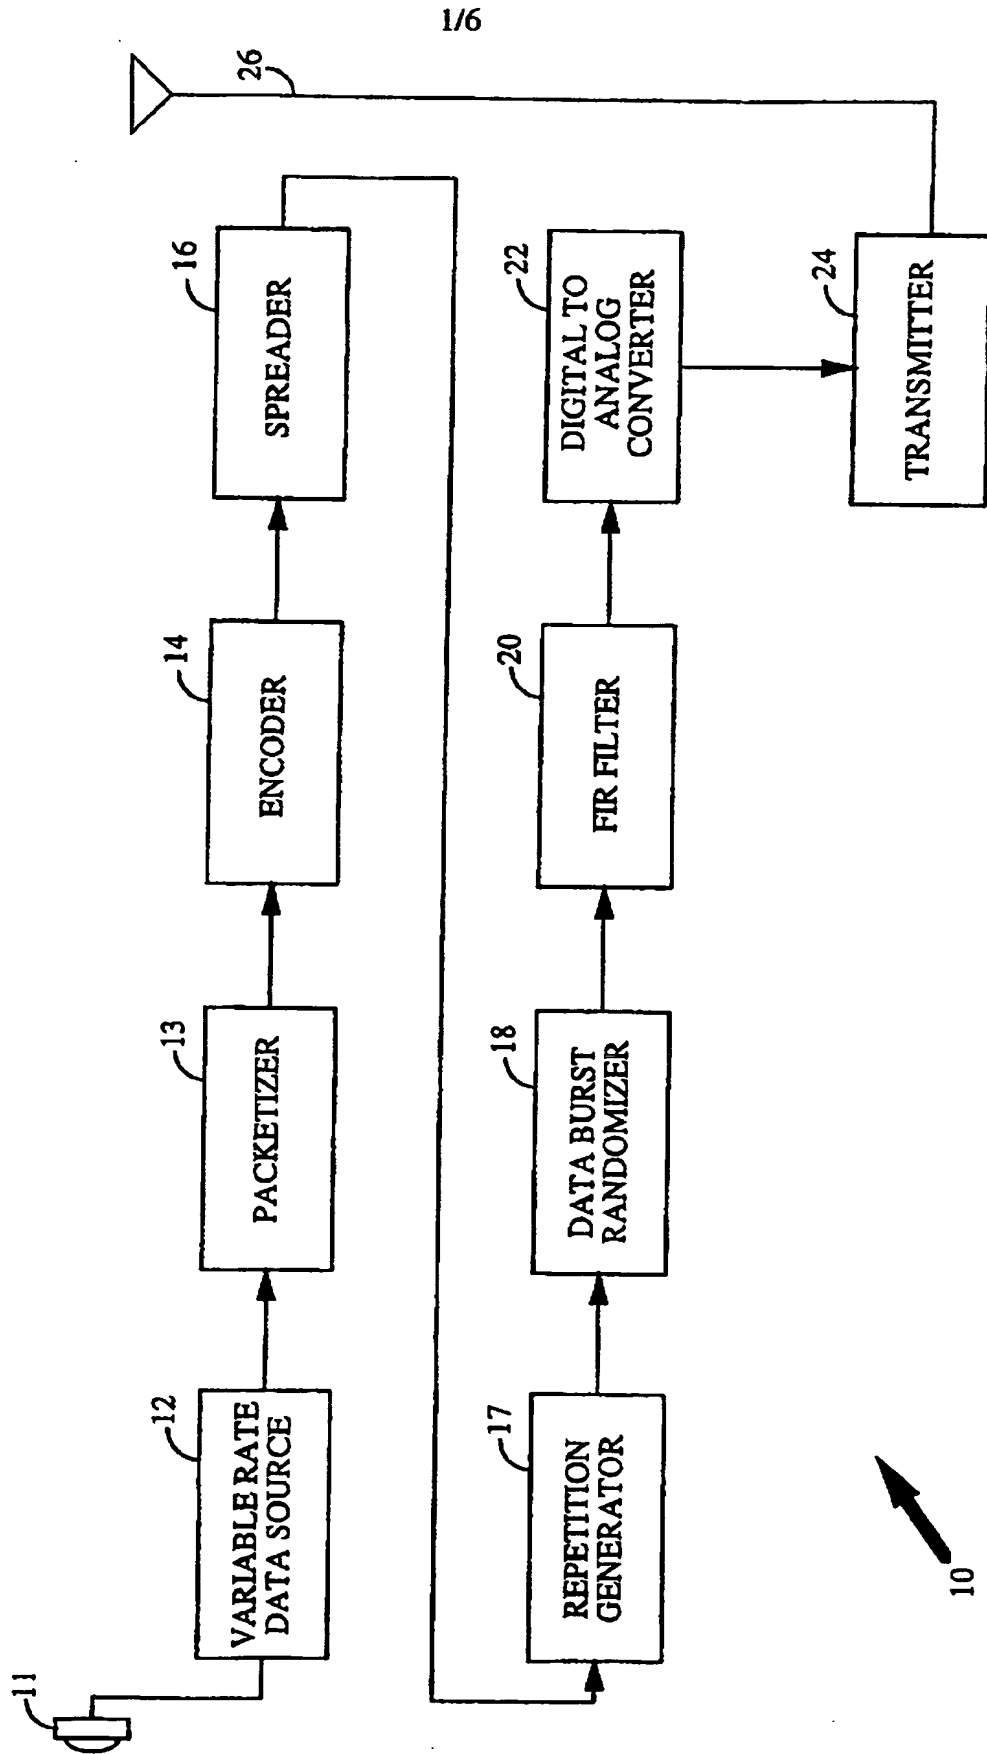 1/6
11
12
VARIABLE RATE
DATA SOURCE
13
PACKETIZER
14
ENCODER
16
SPREADER
26
17
REPETITION
GENERATOR
18
DATA BURST
RANDOMIZER
20
FIR FILTER
22
DIGITAL TO
ANALOG
CONVERTER
24
TRANSMITTER
10